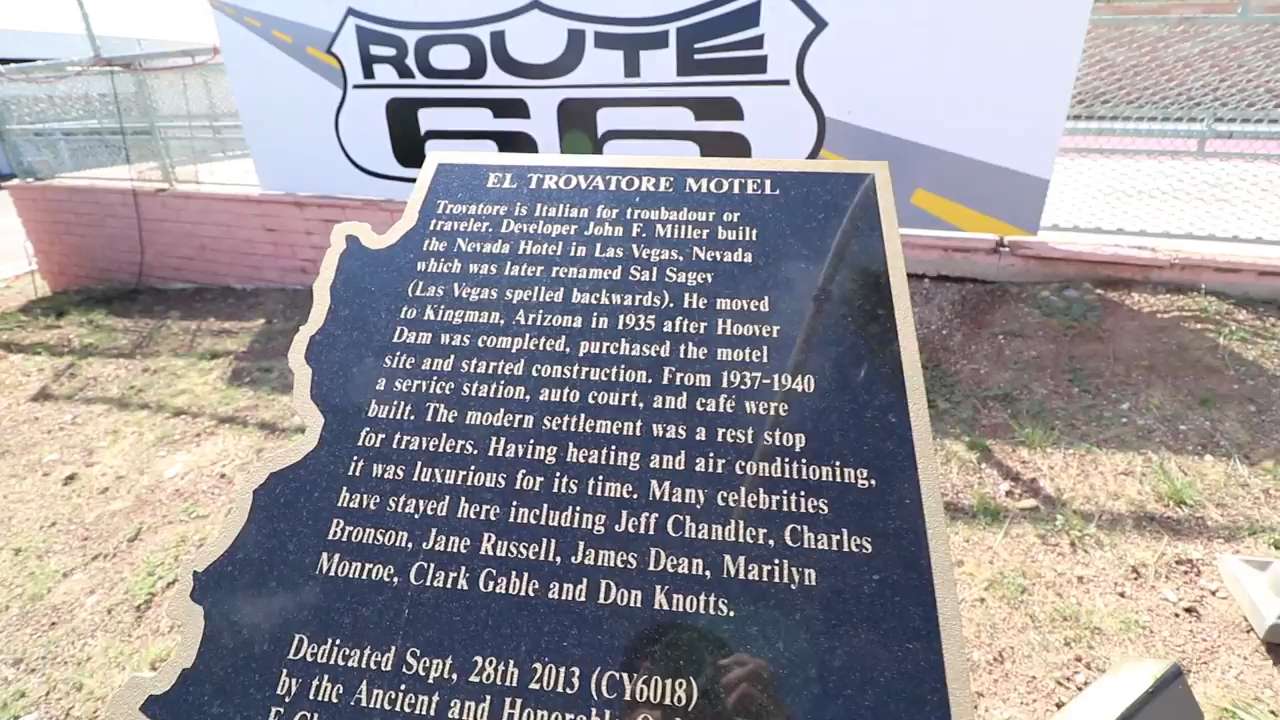 ROUTE
66
EL TROVATORE MOTEL
Trovatore is Italian for troubadour or
traveler. Developer John F. Miller built
the Nevada Hotel in Las Vegas, Nevada
which was later renamed Sal Sagev
(Las Vegas spelled backwards). He moved
to Kingman, Arizona in 1935 after Hoover
Dam was completed, purchased the motel
site and started construction. From 1937-1940
a service station, auto court, and café were
built. The modern settlement was a rest stop
for travelers. Having heating and air conditioning,
it was luxurious for its time. Many celebrities
have stayed here including Jeff Chandler, Charles
Bronson, Jane Russell, James Dean, Marilyn
Monroe, Clark Gable and Don Knotts.
Dedicated Sept, 28th 2013 (CY6018)
by the Ancient and Honorable